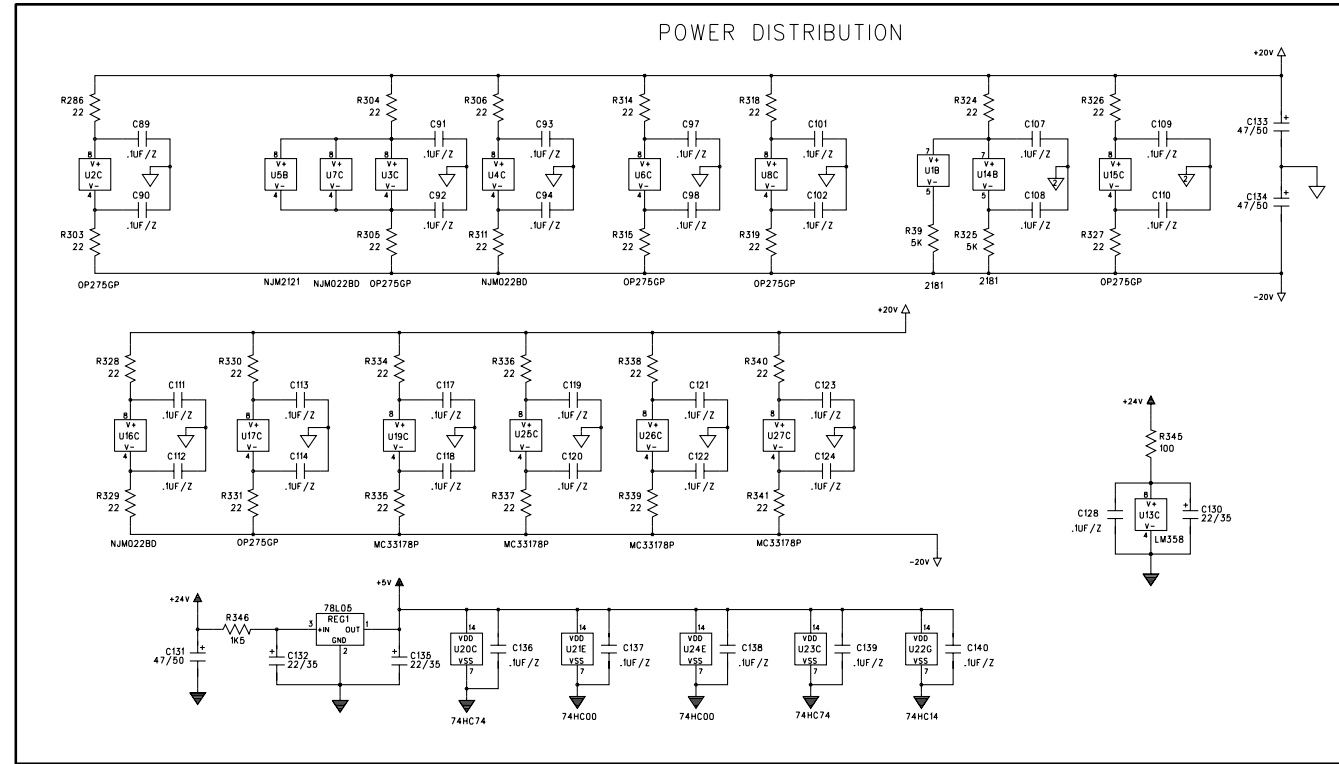 POWER DISTRIBUTION
+20V
R286
22
R304
22
R306
22
R314
22
R318
22
R324
22
R326
22
C89
.1UF/Z
C91
.1UF/Z
C93
.1UF/Z
C97
.1UF/Z
C101
.1UF/Z
C107
.1UF/Z
C109
.1UF/Z
C133
47/50
+
8
V+
U2C
V-
4
8
V+
U5B
V-
4
8
V+
U7C
V-
4
8
V+
U3C
V-
4
8
V+
U4C
V-
4
8
V+
U6C
V-
4
8
V+
U8C
V-
4
7
V+
U1B
V-
5
7
V+
U14B
V-
5
2
8
V+
U15C
V-
4
2
C90
.1UF/Z
C92
.1UF/Z
C94
.1UF/Z
C98
.1UF/Z
C102
.1UF/Z
C108
.1UF/Z
C110
.1UF/Z
C134
47/50
+
R303
22
R305
22
R311
22
R315
22
R319
22
R39
5K
R325
5K
R327
22
OP275GP
NJM2121
NJM022BD
OP275GP
NJM022BD
OP275GP
OP275GP
2181
2181
OP275GP
-20V
+20V
R328
22
R330
22
R334
22
R336
22
R338
22
R340
22
C111
.1UF/Z
C113
.1UF/Z
C117
.1UF/Z
C119
.1UF/Z
C121
.1UF/Z
C123
.1UF/Z
8
V+
U16C
V-
4
8
V+
U17C
V-
4
8
V+
U19C
V-
4
8
V+
U25C
V-
4
8
V+
U26C
V-
4
8
V+
U27C
V-
4
C112
.1UF/Z
C114
.1UF/Z
C118
.1UF/Z
C120
.1UF/Z
C122
.1UF/Z
C124
.1UF/Z
R329
22
R331
22
R335
22
R337
22
R339
22
R341
22
NJM022BD
OP275GP
MC33178P
MC33178P
MC33178P
MC33178P
-20V
+24V
R345
100
C128
.1UF/Z
8
V+
U13C
V-
4
LM358
+
C130
22/35
+24V
R346
1K5
C131
47/50
+
C132
22/35
+
78L05
REG1
3
+IN
OUT
1
GND
2
+5V
+
C135
22/35
14
VDD
U20C
VSS
7
C136
.1UF/Z
74HC74
14
VDD
U21E
VSS
7
C137
.1UF/Z
74HC00
14
VDD
U24E
VSS
7
C138
.1UF/Z
74HC00
14
VDD
U23C
VSS
7
C139
.1UF/Z
74HC74
14
VDD
U22G
VSS
7
C140
.1UF/Z
74HC14